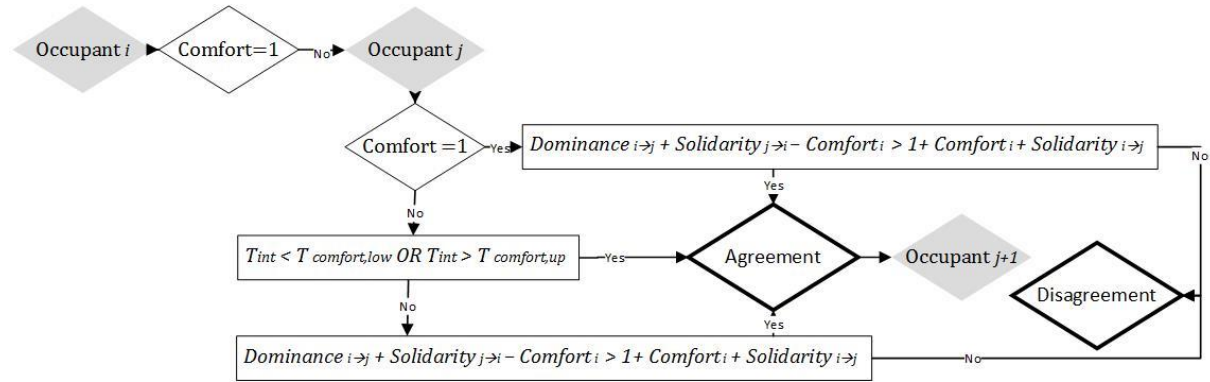 Occupant i
Comfort=1
No
Occupant j
Comfort =1
Yes
Dominance i→j + Solidarity j→i – Comfort i > 1+ Comfort i + Solidarity i→j
No
No
Yes
Tint < T comfort,low OR Tint > T comfort,up
Yes
Agreement
Occupant j+1
Disagreement
No
Yes
Dominance i→j + Solidarity j→i – Comfort i > 1+ Comfort i + Solidarity i→j
No